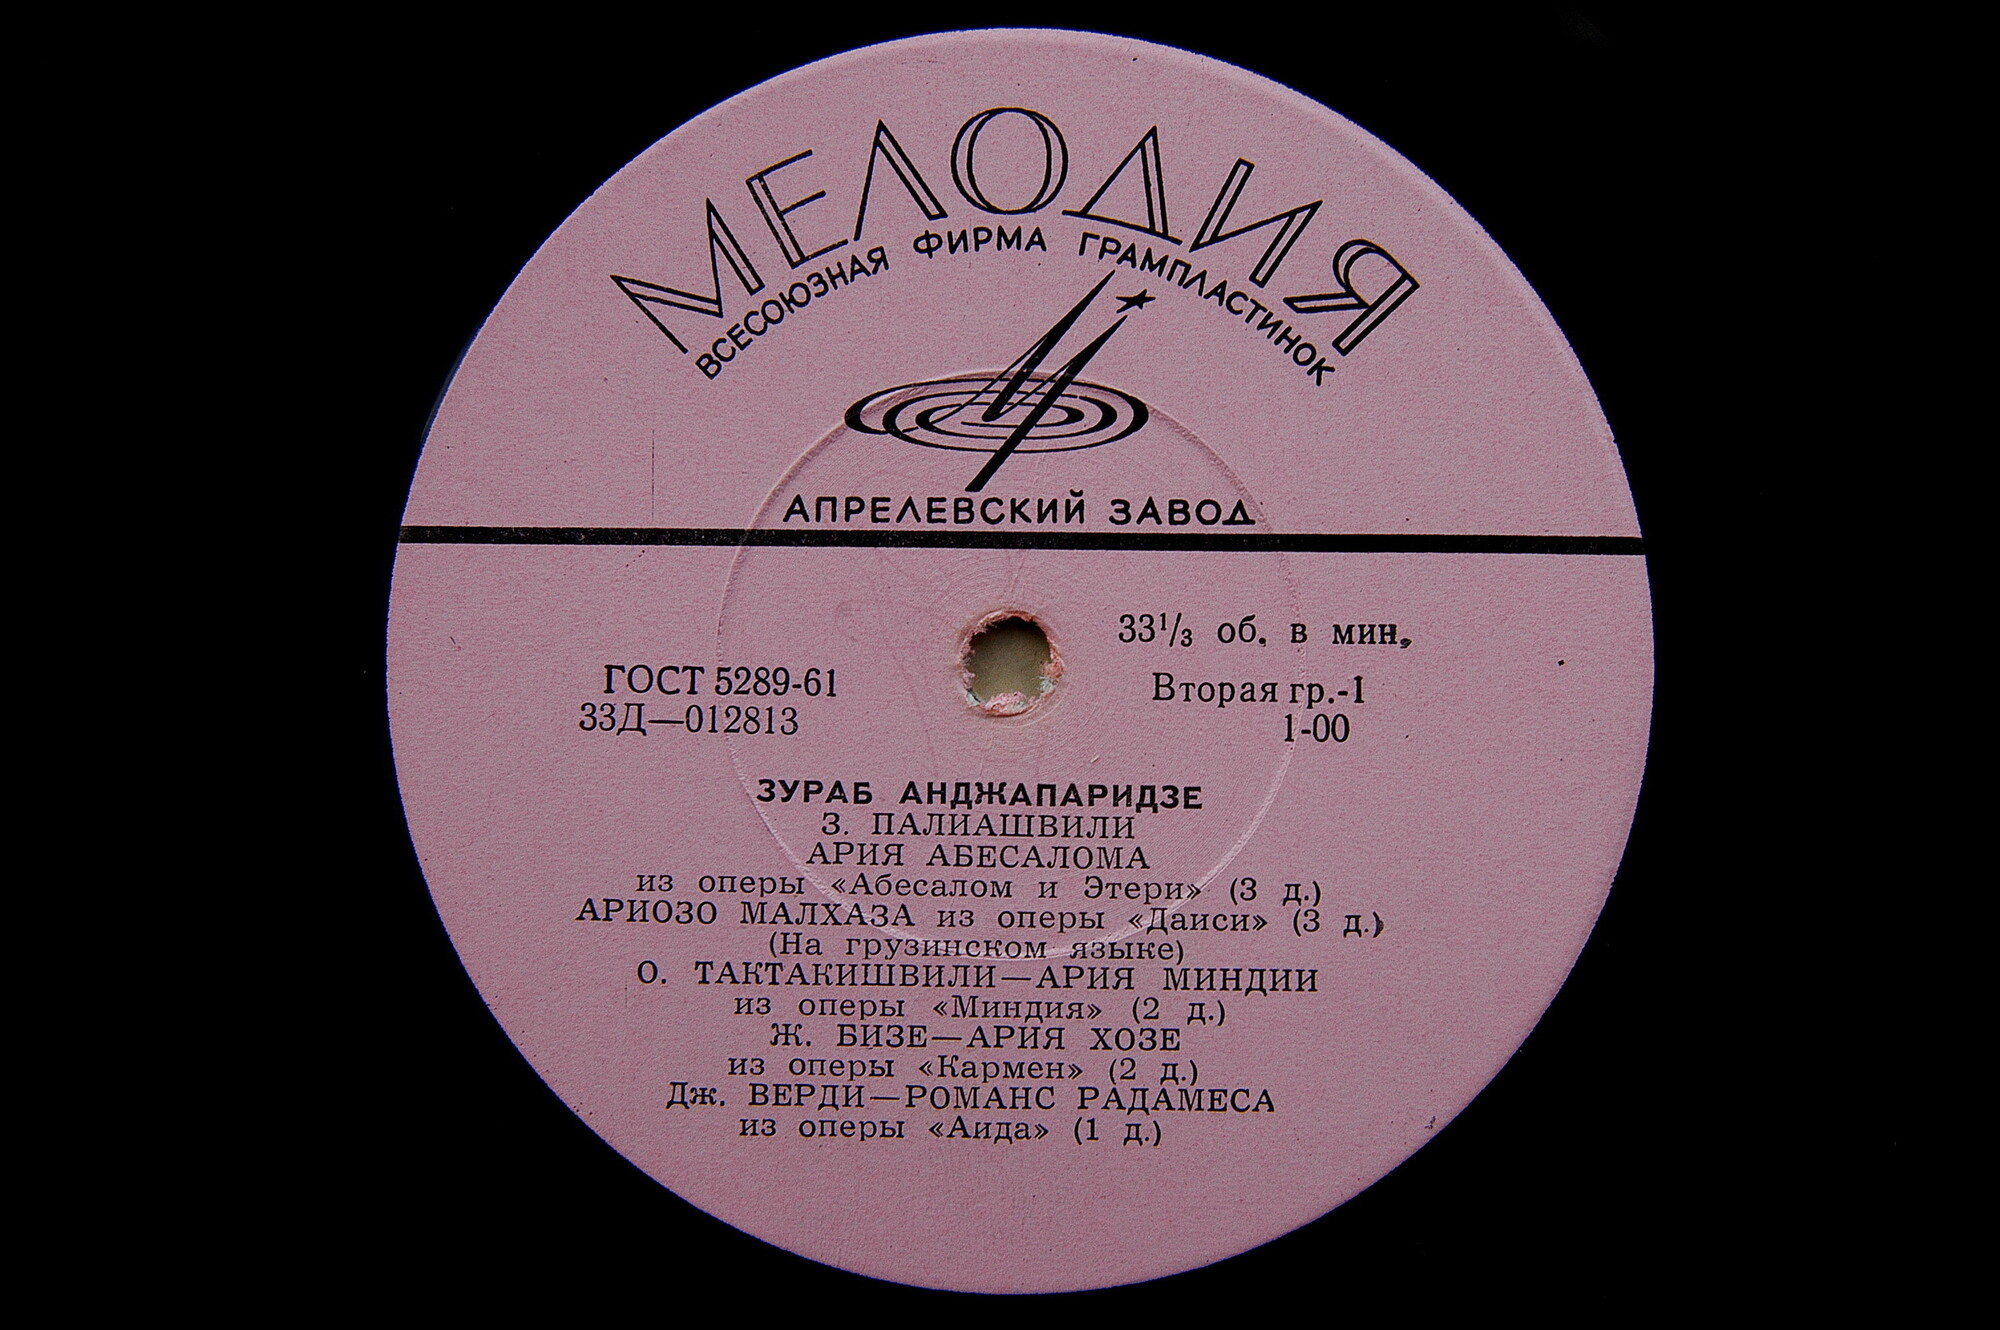 МЕЛОДИЯ
ВСЕСОЮЗНАЯ ФИРМА ГРАМПЛАСТИНОК
АПРЕЛЕВСКИЙ ЗАВОД
33¹/₃ об. в мин.
ГОСТ 5289-61
Вторая гр.-1
33Д—012813
1-00
ЗУРАБ АНДЖАПАРИДЗЕ
З. ПАЛИАШВИЛИ
АРИЯ АБЕСАЛОМА
из оперы «Абесалом и Этери» (3 д.)
АРИОЗО МАЛХАЗА из оперы «Даиси» (3 д.)
(На грузинском языке)
О. ТАКТАКИШВИЛИ—АРИЯ МИНДИИ
из оперы «Миндия» (2 д.)
Ж. БИЗЕ—АРИЯ ХОЗЕ
из оперы «Кармен» (2 д.)
Дж. ВЕРДИ—РОМАНС РАДАМЕСА
из оперы «Аида» (1 д.)